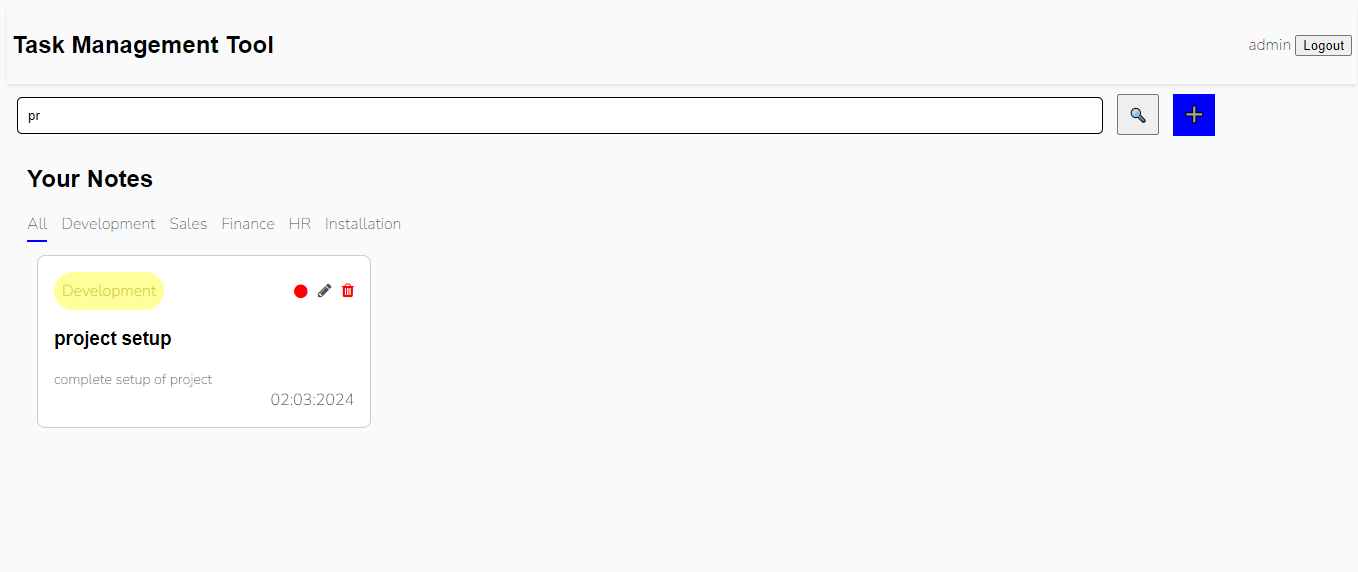 Task Management Tool
admin Logout
pr
Your Notes
All Development Sales Finance HR Installation
Development
project setup
complete setup of project
02:03:2024